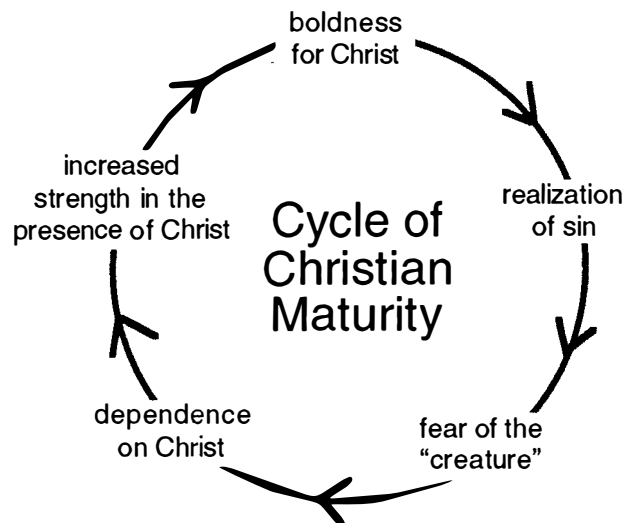 boldness
for Christ
realization
of sin
fear of the
“creature”
dependence
on Christ
increased
strength in the
presence of Christ
Cycle of
Christian
Maturity